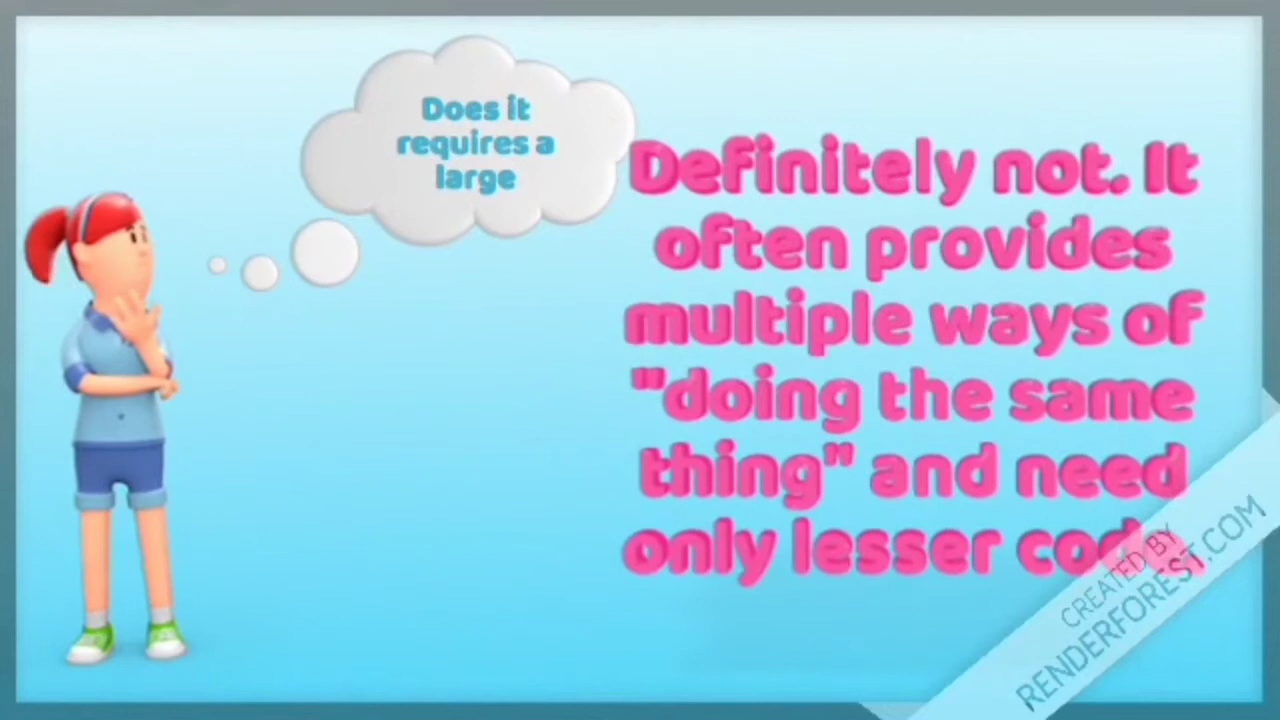 Does it
requires a
large
Definitely not. It
often provides
multiple ways of
"doing the same
thing" and need
only lesser
CREATED BY
RENDERFOREST.COM